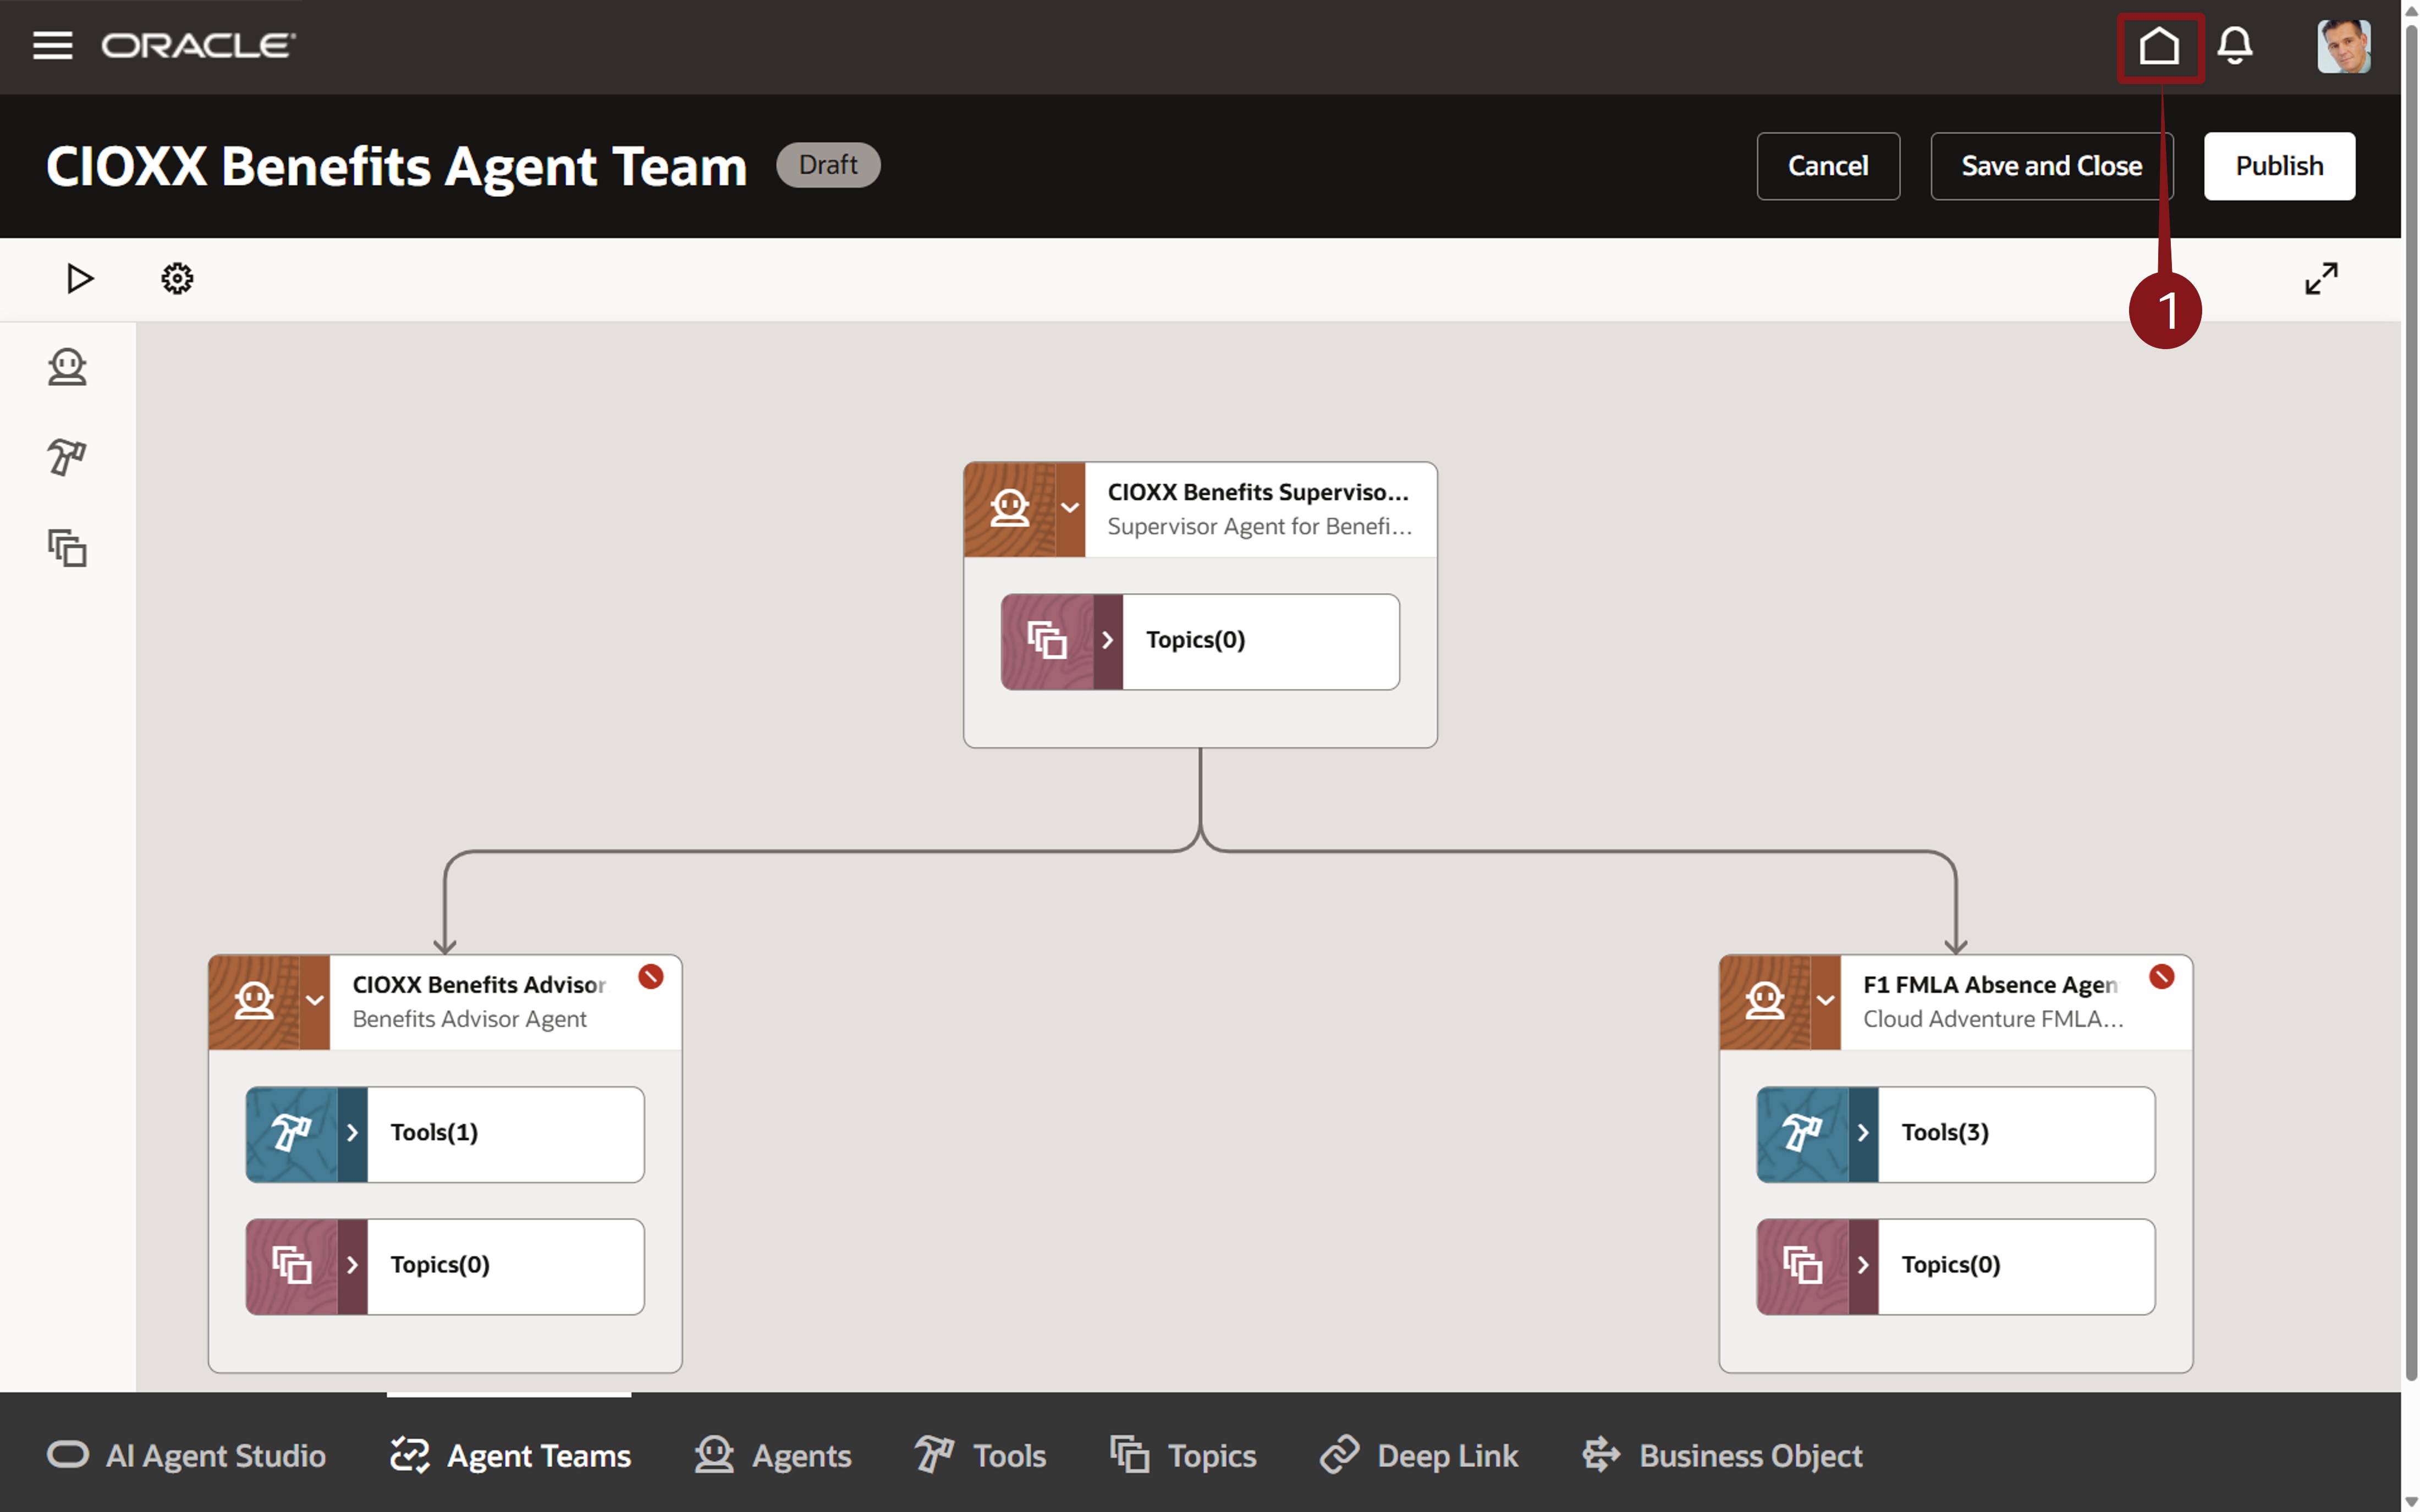 ORACLE
CIOXX Benefits Agent Team
Draft
Cancel
Save and Close
Publish
1
CIOXX Benefits Superviso...
Supervisor Agent for Benefi...
Topics(0)
CIOXX Benefits Advisor
Benefits Advisor Agent
Tools(1)
Topics(0)
F1 FMLA Absence Agen
Cloud Adventure FMLA...
Tools(3)
Topics(0)
AI Agent Studio
Agent Teams
Agents
Tools
Topics
Deep Link
Business Object